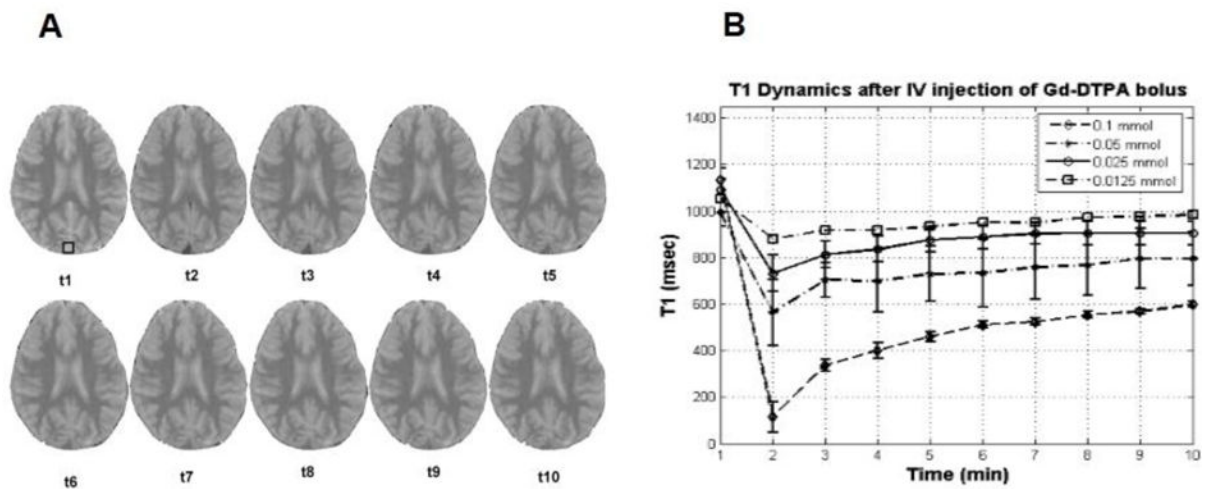 A
t1 t2 t3 t4 t5
t6 t7 t8 t9 t10
B
T1 Dynamics after IV injection of Gd-DTPA bolus
0.1 mmol
0.05 mmol
0.025 mmol
0.0125 mmol
T1 (msec)
1400
1200
1000
800
600
400
200
0
1 2 3 4 5 6 7 8 9 10
Time (min)